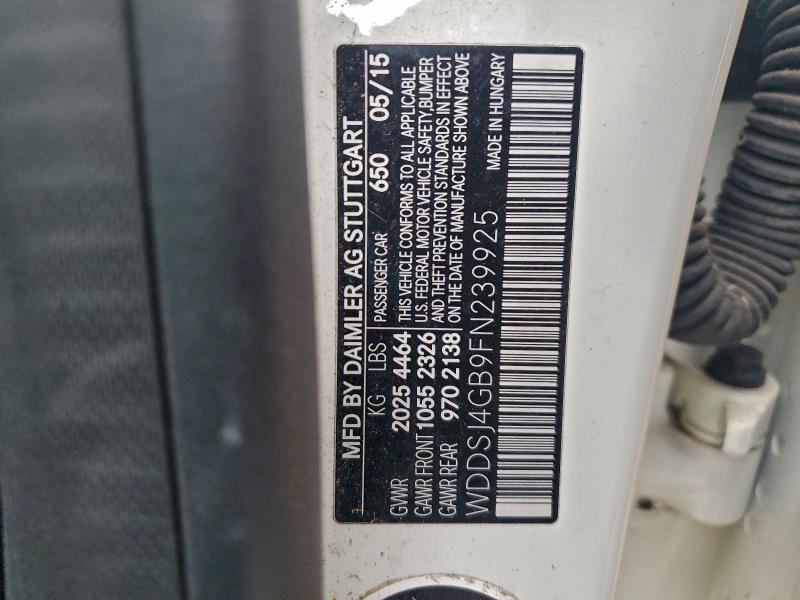 MFD BY DAIMLER AG STUTTGART
KG LBS PASSENGER CAR / 650 05/15
GVWR 2025 4464 THIS VEHICLE CONFORMS TO ALL APPLICABLE
GAWR FRONT 1055 2326 U.S. FEDERAL MOTOR VEHICLE SAFETY, BUMPER
GAWR REAR 970 2138 AND THEFT PREVENTION STANDARDS IN EFFECT
ON THE DATE OF MANUFACTURE SHOWN ABOVE
WDDSJ4GB9FN239925 MADE IN HUNGARY